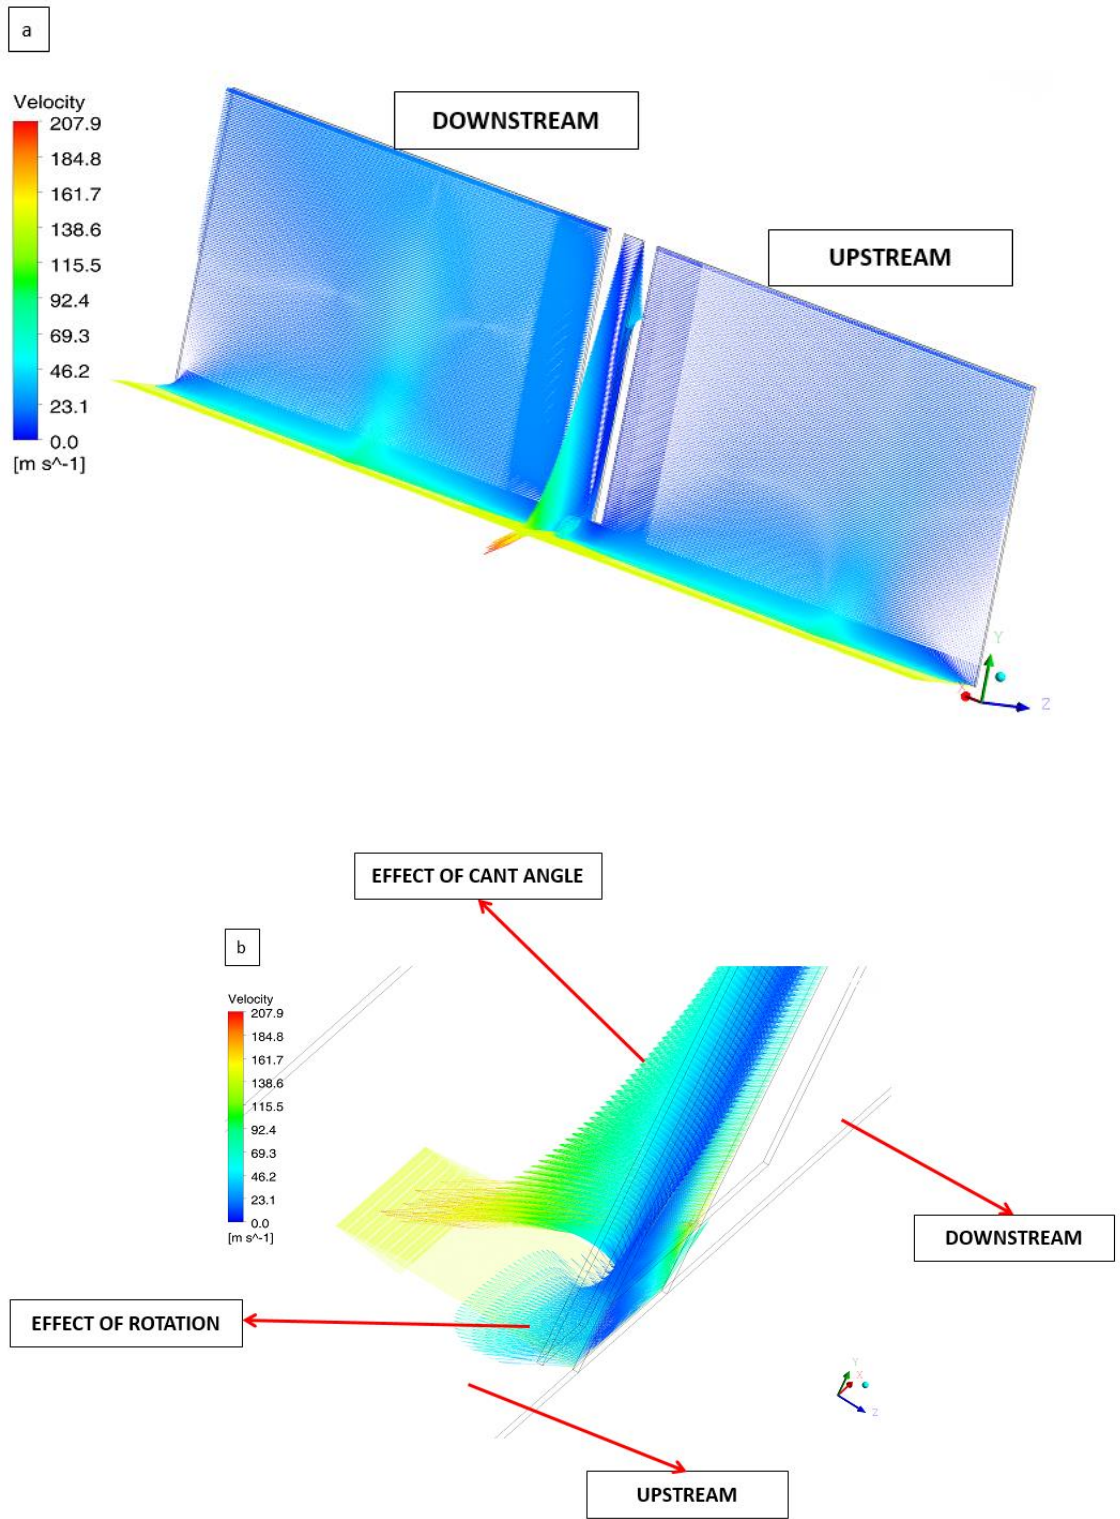 a
DOWNSTREAM
Velocity
207.9
184.8
161.7
138.6
115.5
92.4
69.3
46.2
23.1
0.0
[m s^-1]
UPSTREAM
Y
Z
EFFECT OF CANT ANGLE
b
Velocity
207.9
184.8
161.7
138.6
115.5
92.4
69.3
46.2
23.1
0.0
[m s^-1]
DOWNSTREAM
EFFECT OF ROTATION
Y
X
Z
UPSTREAM